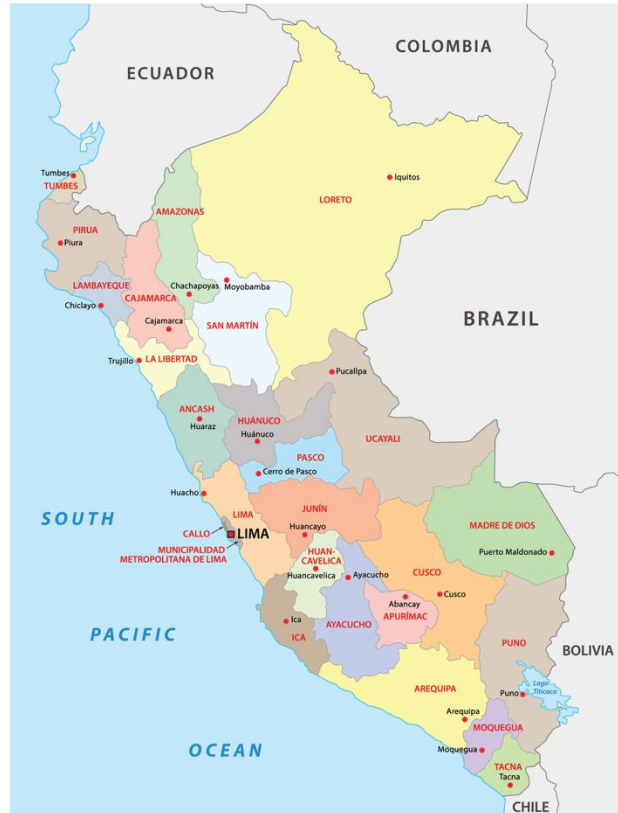 COLOMBIA
ECUADOR
Tumbes
TUMBES
Iquitos
LORETO
AMAZONAS
PIRUA
Piura
LAMBAYEQUE
CAJAMARCA
Chachapoyas
Moyobamba
Chiclayo
Cajamarca
SAN MARTÍN
BRAZIL
Trujillo
LA LIBERTAD
Pucallpa
ANCASH
Huaraz
HUÁNUCO
Huánuco
UCAYALI
PASCO
Cerro de Pasco
Huacho
LIMA
JUNÍN
SOUTH
CALLO
LIMA
Huancayo
MADRE DE DIOS
MUNICIPALIDAD
METROPOLITANA DE LIMA
HUAN-
CAVELICA
Puerto Maldonado
Huancavelica
Ayacucho
CUSCO
Cusco
Abancay
APURÍMAC
Ica
ICA
AYACUCHO
PACIFIC
PUNO
BOLIVIA
AREQUIPA
Puno
Lago
Titicaca
Arequipa
MOQUEGUA
Moquegua
OCEAN
TACNA
Tacna
CHILE